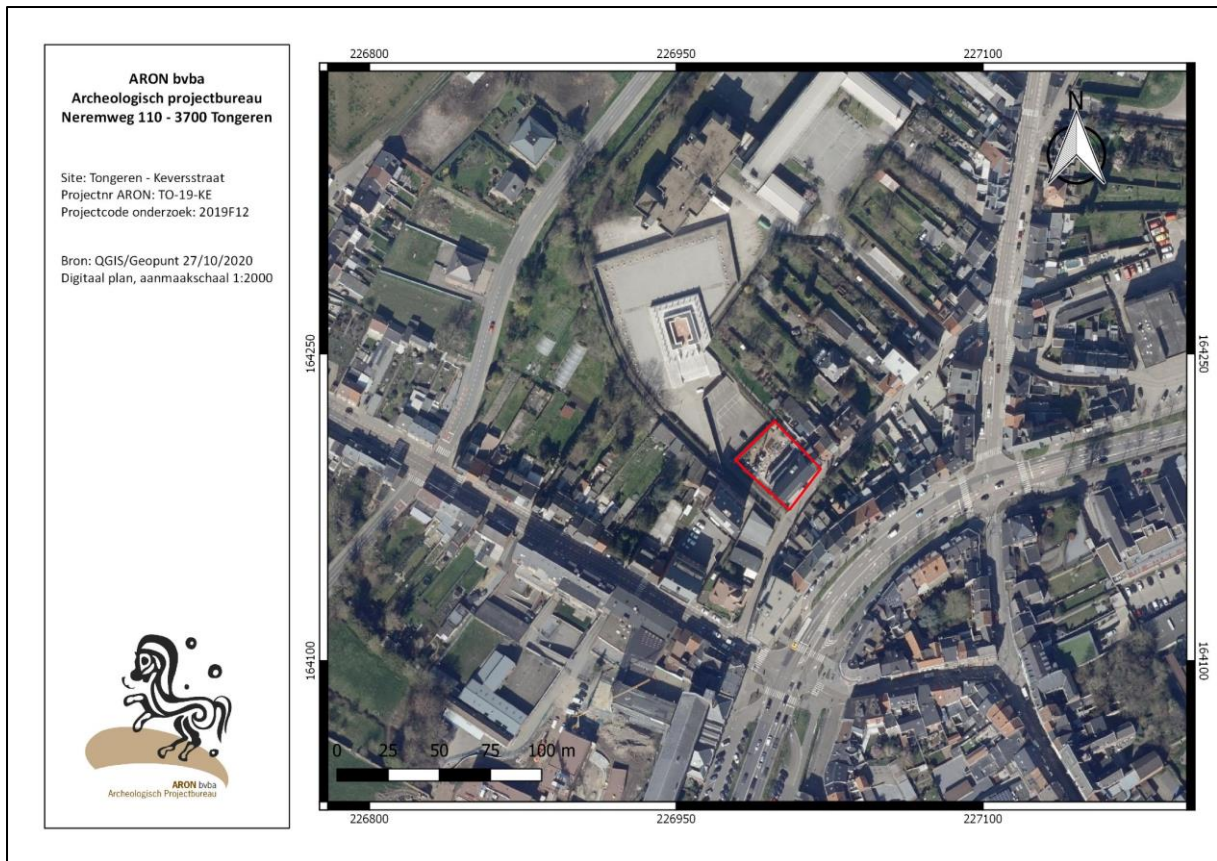 ARON bvba
Archeologisch projectbureau
Neremweg 110 - 3700 Tongeren
Site: Tongeren - Keversstraat
Projectnr ARON: TO-19-KE
Projectcode onderzoek: 2019F12
Bron: QGIS/Geopunt 27/10/2020
Digitaal plan, aanmaakschaal 1:2000
ARON bvba
Archeologisch Projectbureau
226800 226950 227100
N
164250 164250
164100 164100
0 25 50 75 100 m
226800 226950 227100